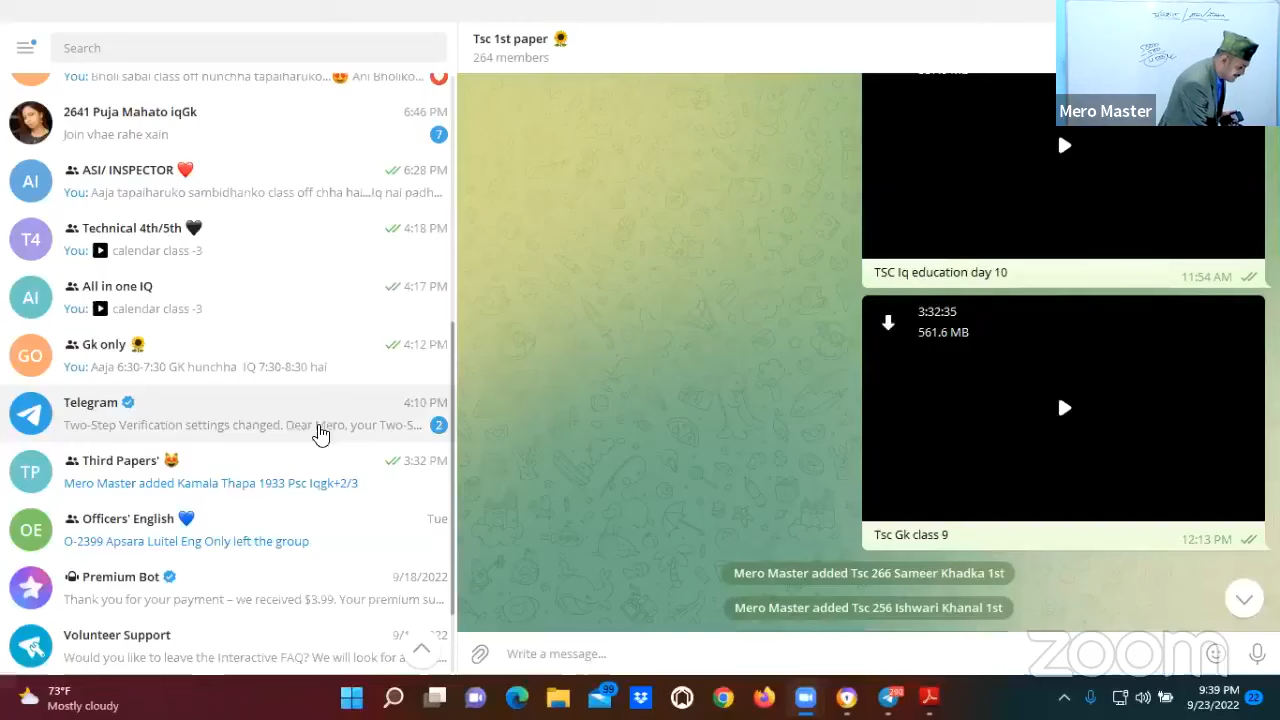 Search
You: Bholi sabai class off hunchha tapaiharuko...😍 Ani Bholiko...
2641 Puja Mahato iqGk 6:46 PM
Join vhae rahe xain 7
AI ASI/ INSPECTOR ❤️ 6:28 PM
You: Aaja tapaiharuko sambidhanko class off chha hai...Iq nai padh...
T4 Technical 4th/5th 🖤 4:18 PM
You: calendar class -3
AI All in one IQ 4:17 PM
You: calendar class -3
GO Gk only 🌻 4:12 PM
You: Aaja 6:30-7:30 GK hunchha IQ 7:30-8:30 hai
Telegram 4:10 PM
Two-Step Verification settings changed. Dear Mero, your Two-S... 2
TP Third Papers' 😻 3:32 PM
Mero Master added Kamala Thapa 1933 Psc Iqgk+2/3
OE Officers' English 💙 Tue
O-2399 Apsara Luitel Eng Only left the group
Premium Bot 9/18/2022
Thank you for your payment – we received $3.99. Your premium su...
Volunteer Support
Would you like to leave the Interactive FAQ? We will look for a
Tsc 1st paper 🌻
264 members
Mero Master
TSC Iq education day 10
11:54 AM
3:32:35
561.6 MB
Tsc Gk class 9
12:13 PM
Mero Master added Tsc 266 Sameer Khadka 1st
Mero Master added Tsc 256 Ishwari Khanal 1st
Write a message...
zoom
73°F
Mostly cloudy
99
290
9:39 PM
9/23/2022
22